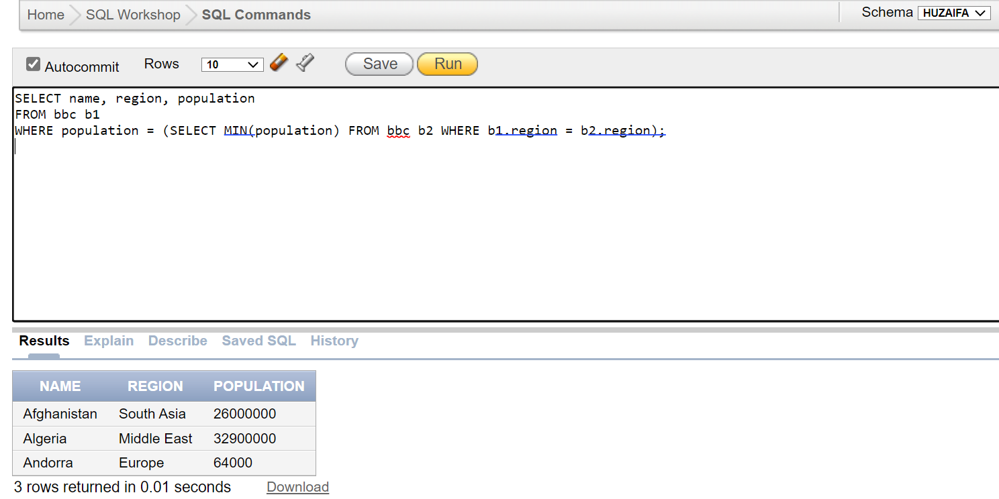 Home SQL Workshop SQL Commands Schema HUZAIFA
Autocommit Rows 10 Save Run
SELECT name, region, population
FROM bbc b1
WHERE population = (SELECT MIN(population) FROM bbc b2 WHERE b1.region = b2.region);
Results Explain Describe Saved SQL History
NAME REGION POPULATION
Afghanistan South Asia 26000000
Algeria Middle East 32900000
Andorra Europe 64000
3 rows returned in 0.01 seconds Download